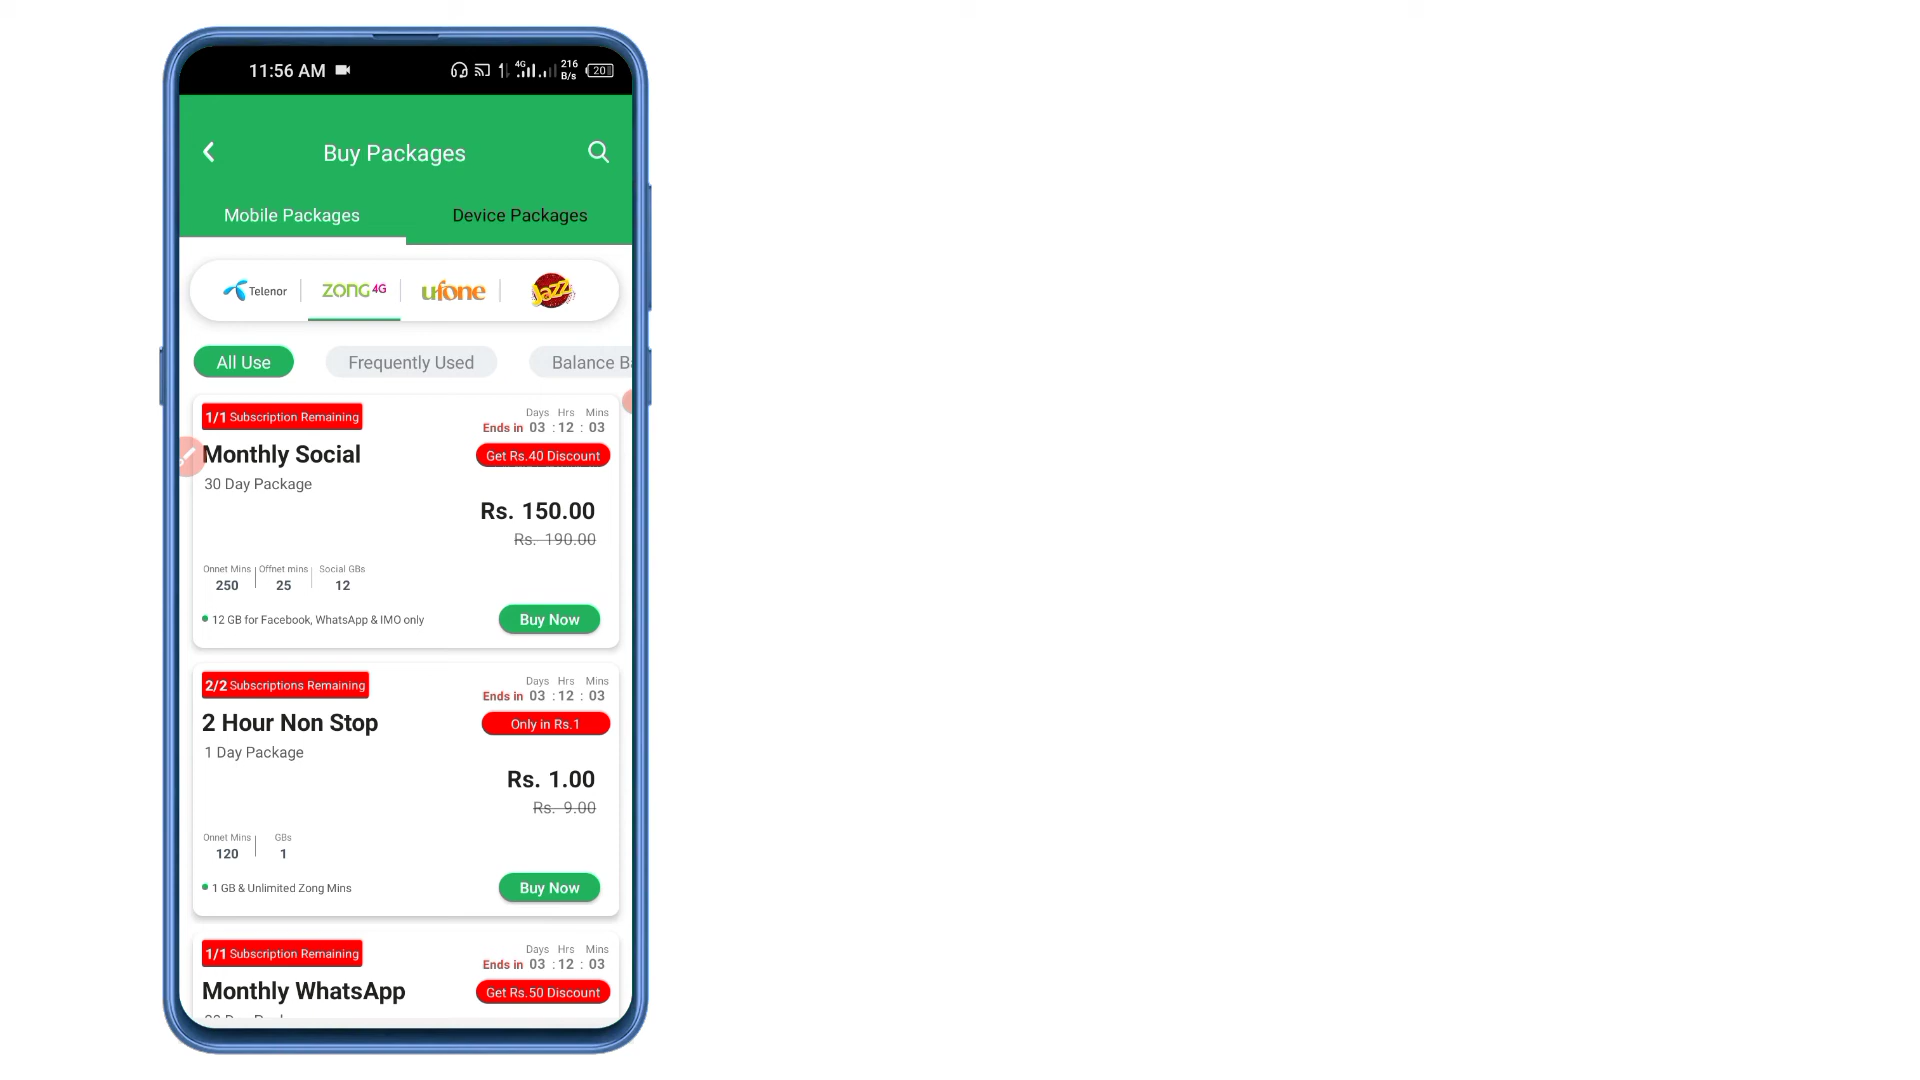 11:56 AM
4G 216 B/s 20
Buy Packages
Mobile Packages Device Packages
Telenor ZONG 4G ufone Jazz
All Use Frequently Used Balance Ba
1/1 Subscription Remaining
Days Hrs Mins
Ends in 03 : 12 : 03
Monthly Social
Get Rs.40 Discount
30 Day Package
Rs. 150.00
Rs. 190.00
Onnet Mins Offnet mins Social GBs
250 25 12
12 GB for Facebook, WhatsApp & IMO only
Buy Now
2/2 Subscriptions Remaining
Days Hrs Mins
Ends in 03 : 12 : 03
2 Hour Non Stop
Only in Rs.1
1 Day Package
Rs. 1.00
Rs. 9.00
Onnet Mins GBs
120 1
1 GB & Unlimited Zong Mins
Buy Now
1/1 Subscription Remaining
Days Hrs Mins
Ends in 03 : 12 : 03
Monthly WhatsApp
Get Rs.50 Discount